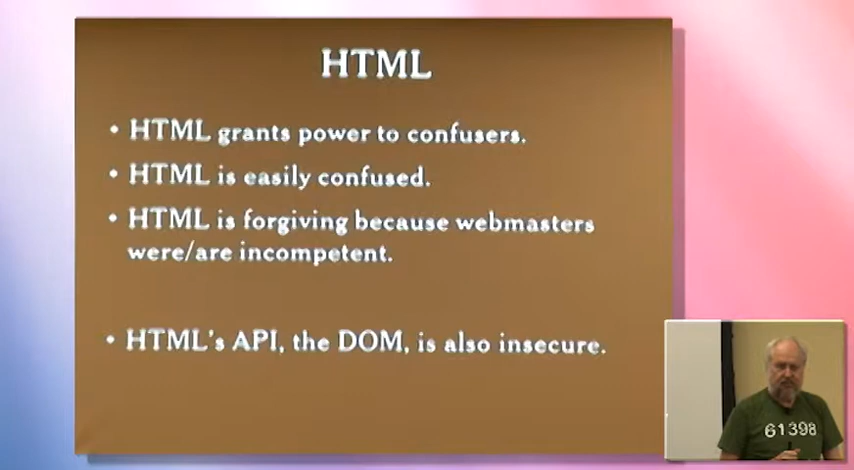 HTML
• HTML grants power to confusers.
• HTML is easily confused.
• HTML is forgiving because webmasters
were/are incompetent.
• HTML's API, the DOM, is also insecure.
61398